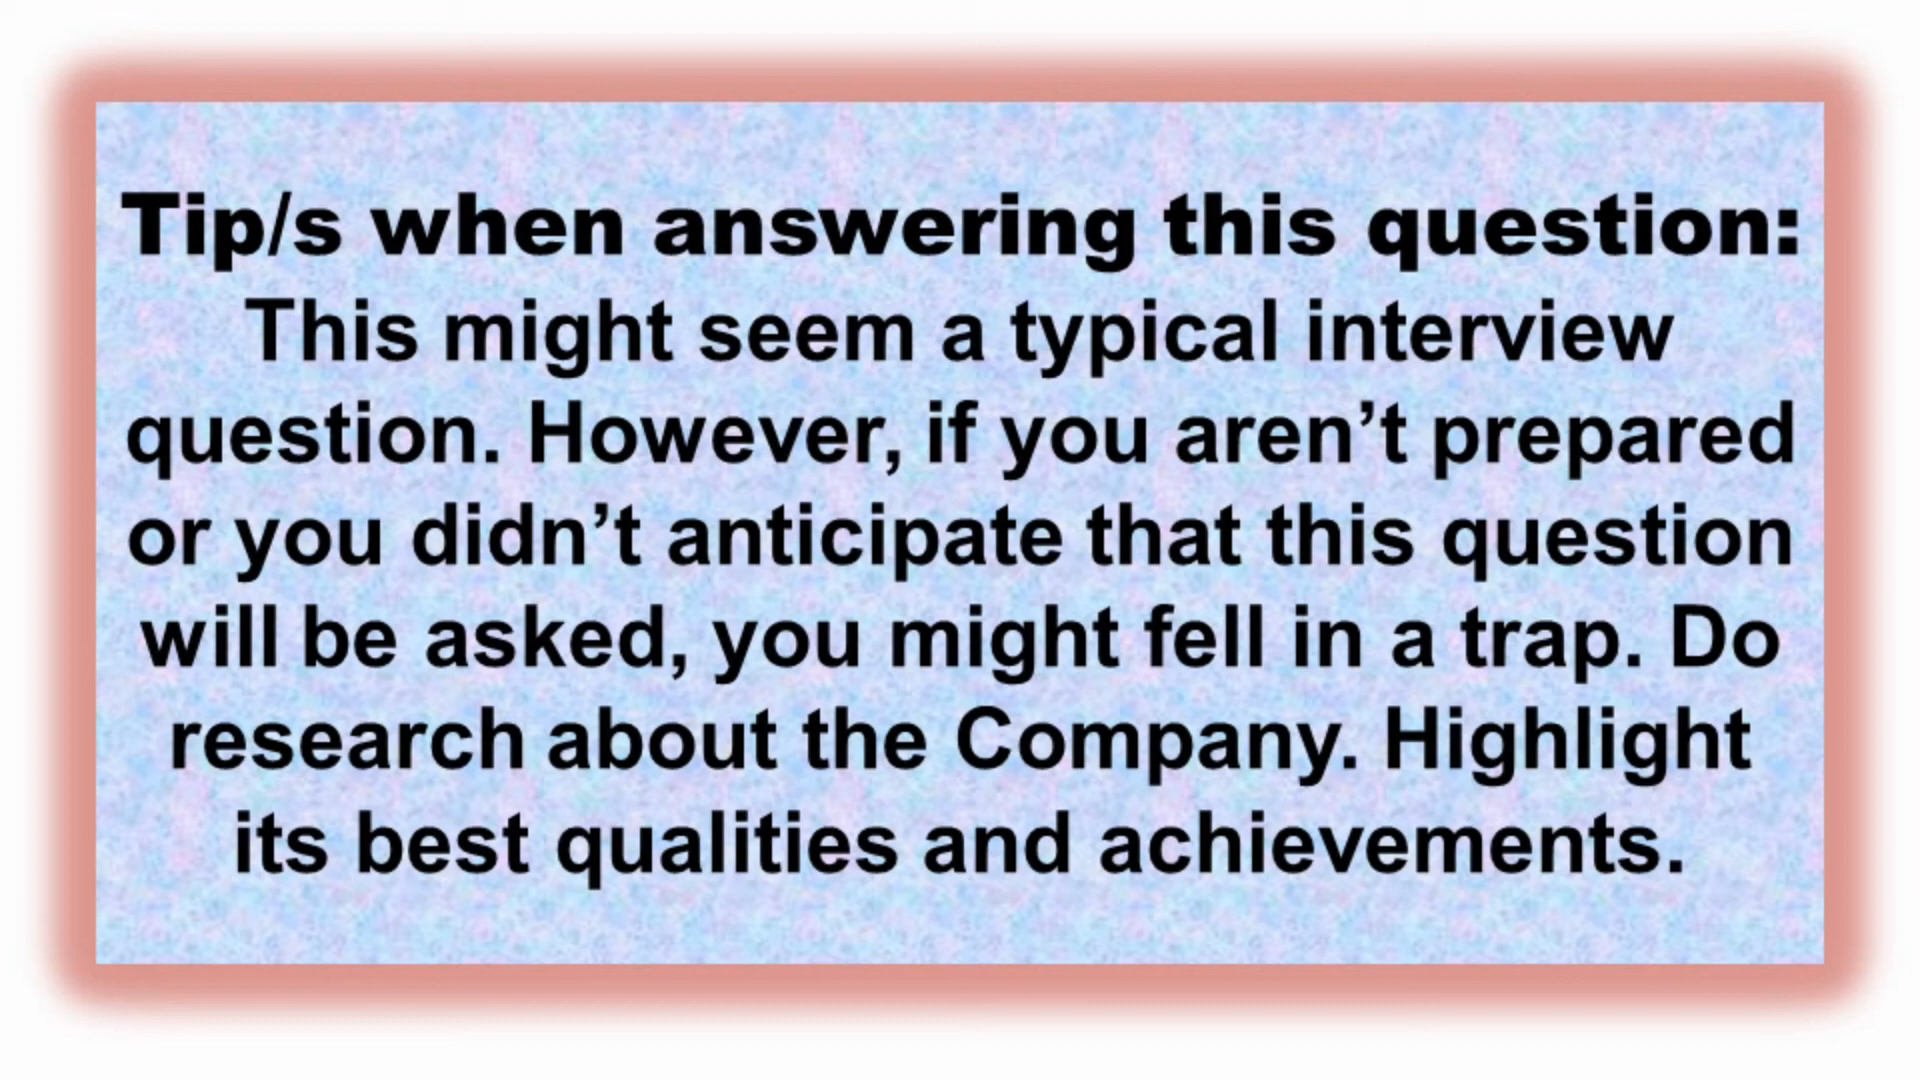 Tip/s when answering this question:
This might seem a typical interview
question. However, if you aren’t prepared
or you didn’t anticipate that this question
will be asked, you might fell in a trap. Do
research about the Company. Highlight
its best qualities and achievements.